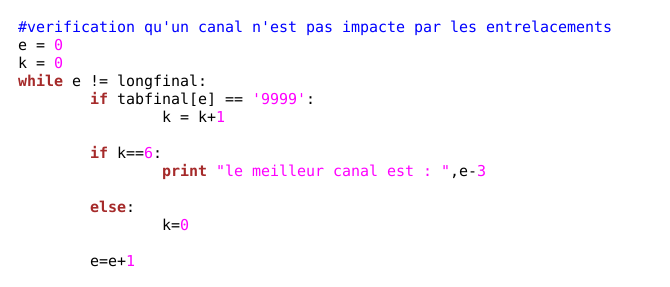 #verification qu'un canal n'est pas impacte par les entrelacements
e = 0
k = 0
while e != longfinal:
        if tabfinal[e] == '9999':
                k = k+1
        if k==6:
                print "le meilleur canal est : ",e-3
        else:
                k=0
        e=e+1